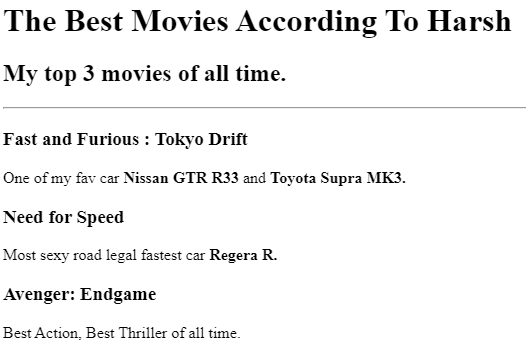 The Best Movies According To Harsh
My top 3 movies of all time.
Fast and Furious : Tokyo Drift
One of my fav car Nissan GTR R33 and Toyota Supra MK3.
Need for Speed
Most sexy road legal fastest car Regera R.
Avenger: Endgame
Best Action, Best Thriller of all time.